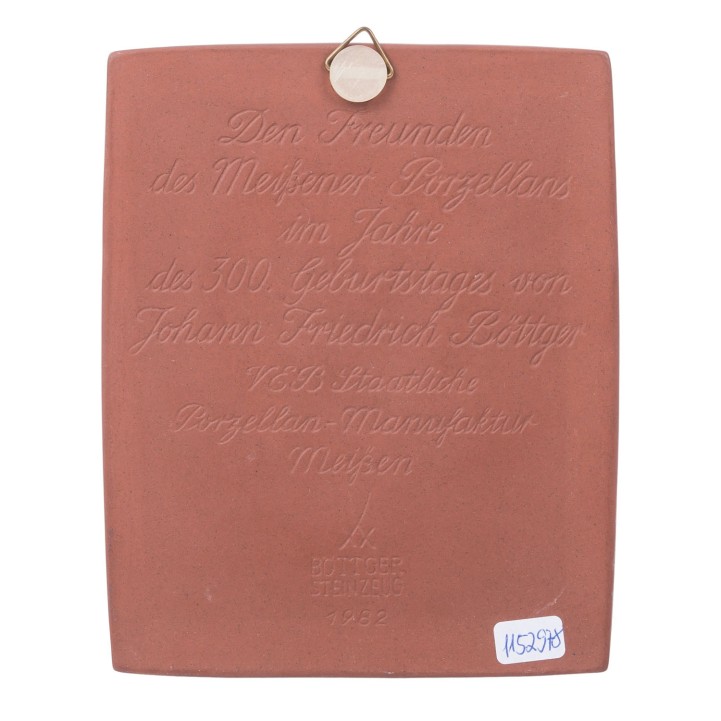 Den Freunden
des Meißener Porzellans
im Jahre
des 300. Geburtstages von
Johann Friedrich Böttger
VEB Staatliche
Porzellan-Manufaktur
Meißen
BÖTTGER
STEINZEUG
1982
1152978